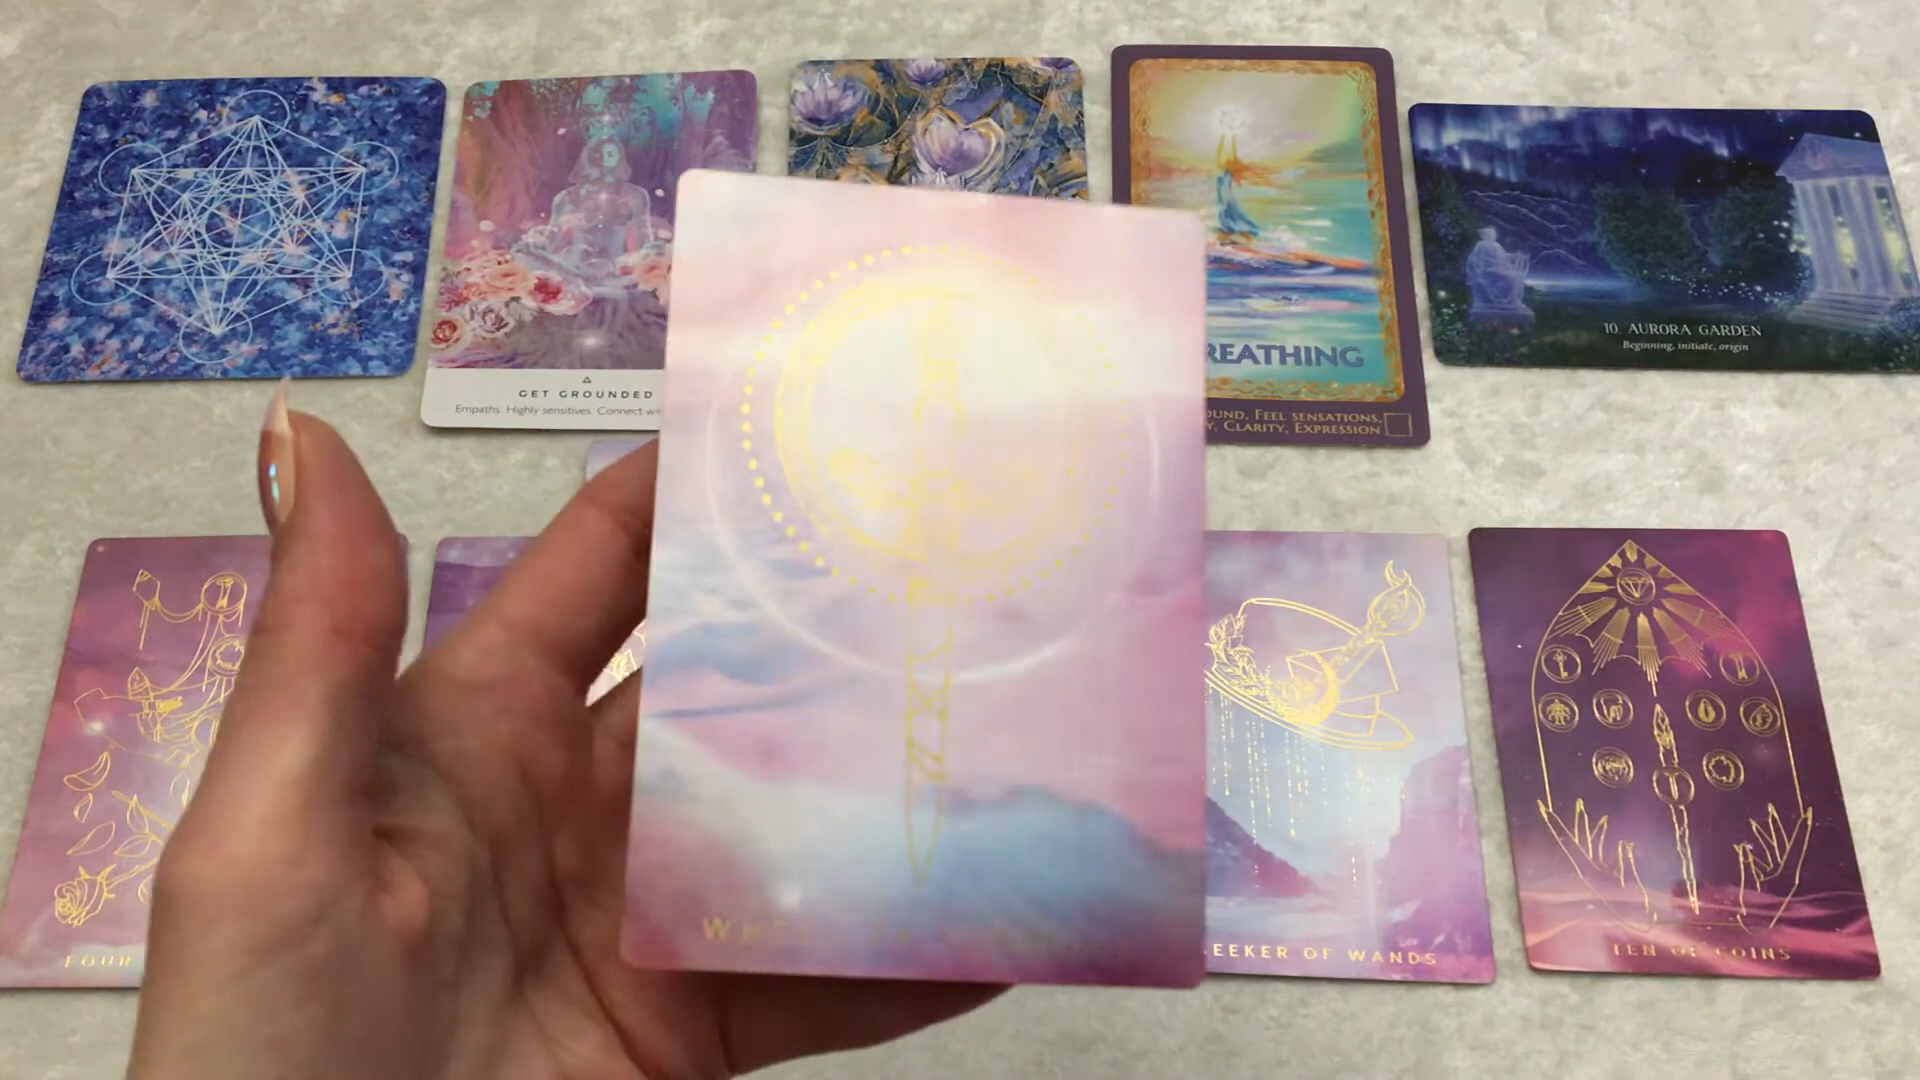 GET GROUNDED
Empaths. Highly sensitives. Connect
REATHING
OUND, FEEL SENSATIONS,
Y, CLARITY, EXPRESSION
10. AURORA GARDEN
Beginning, initiate, origin
FOUR
EEKER OF WANDS
TEN OF COINS